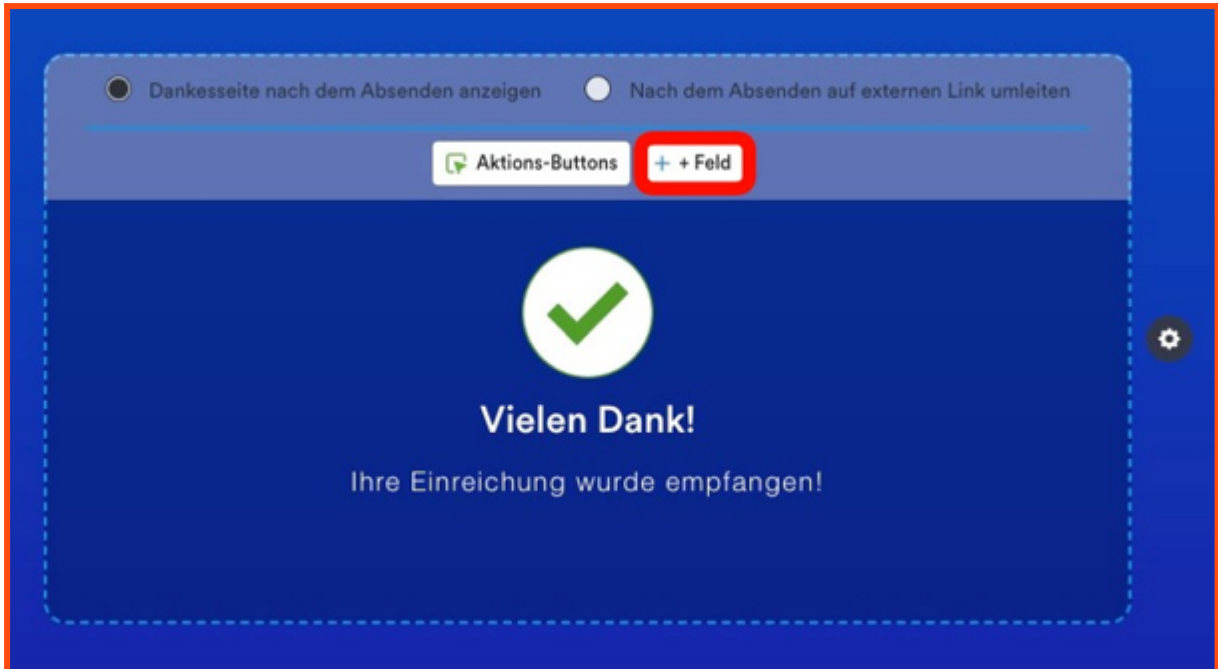 Dankesseite nach dem Absenden anzeigen Nach dem Absenden auf externen Link umleiten
Aktions-Buttons + + Feld
Vielen Dank!
Ihre Einreichung wurde empfangen!